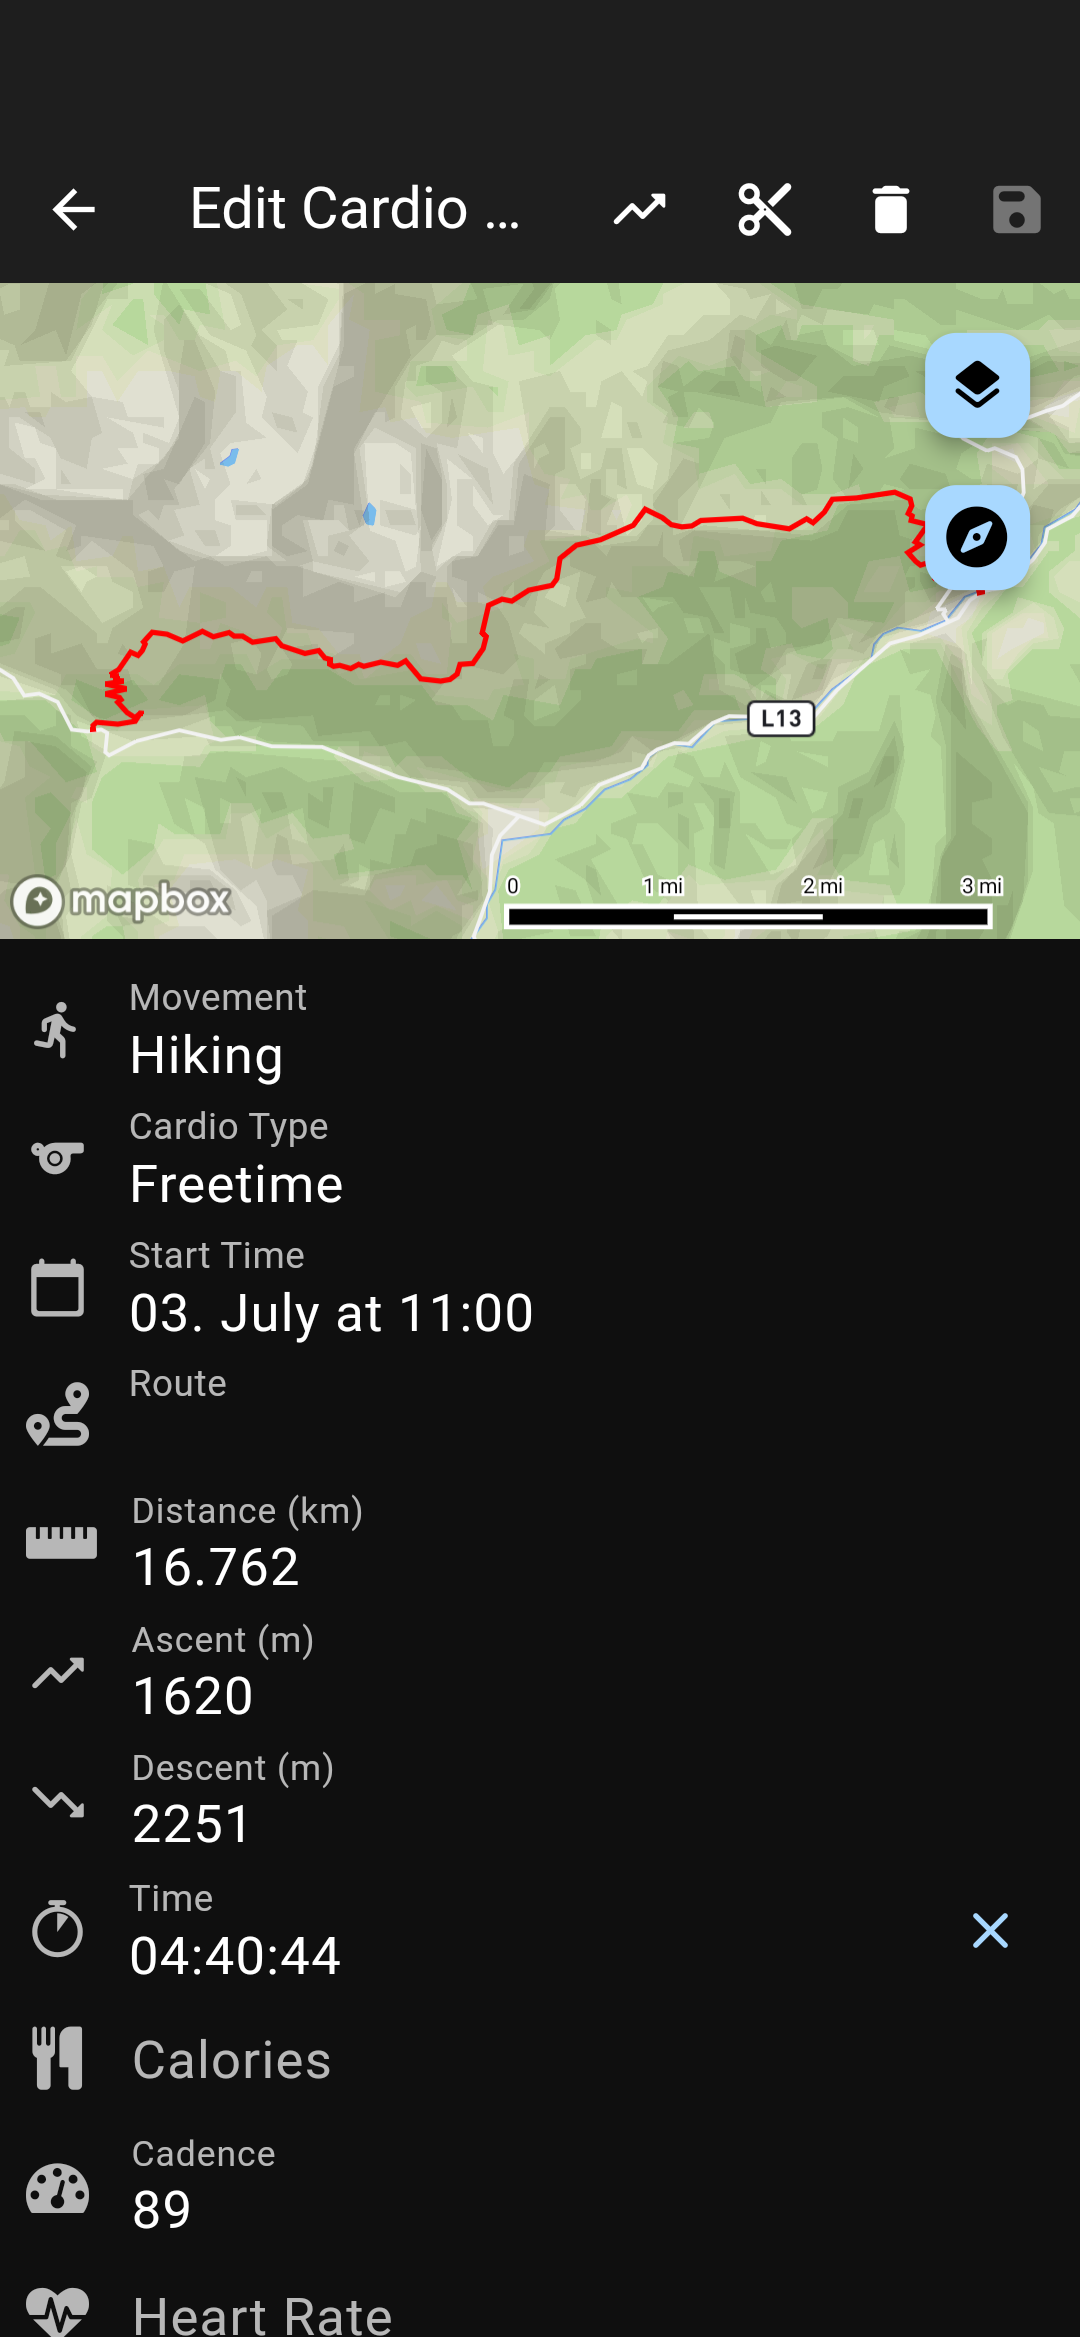 Edit Cardio ...
L13
mapbox
0 1 mi 2 mi 3 mi
Movement
Hiking
Cardio Type
Freetime
Start Time
03. July at 11:00
Route
Distance (km)
16.762
Ascent (m)
1620
Descent (m)
2251
Time
04:40:44
Calories
Cadence
89
Heart Rate